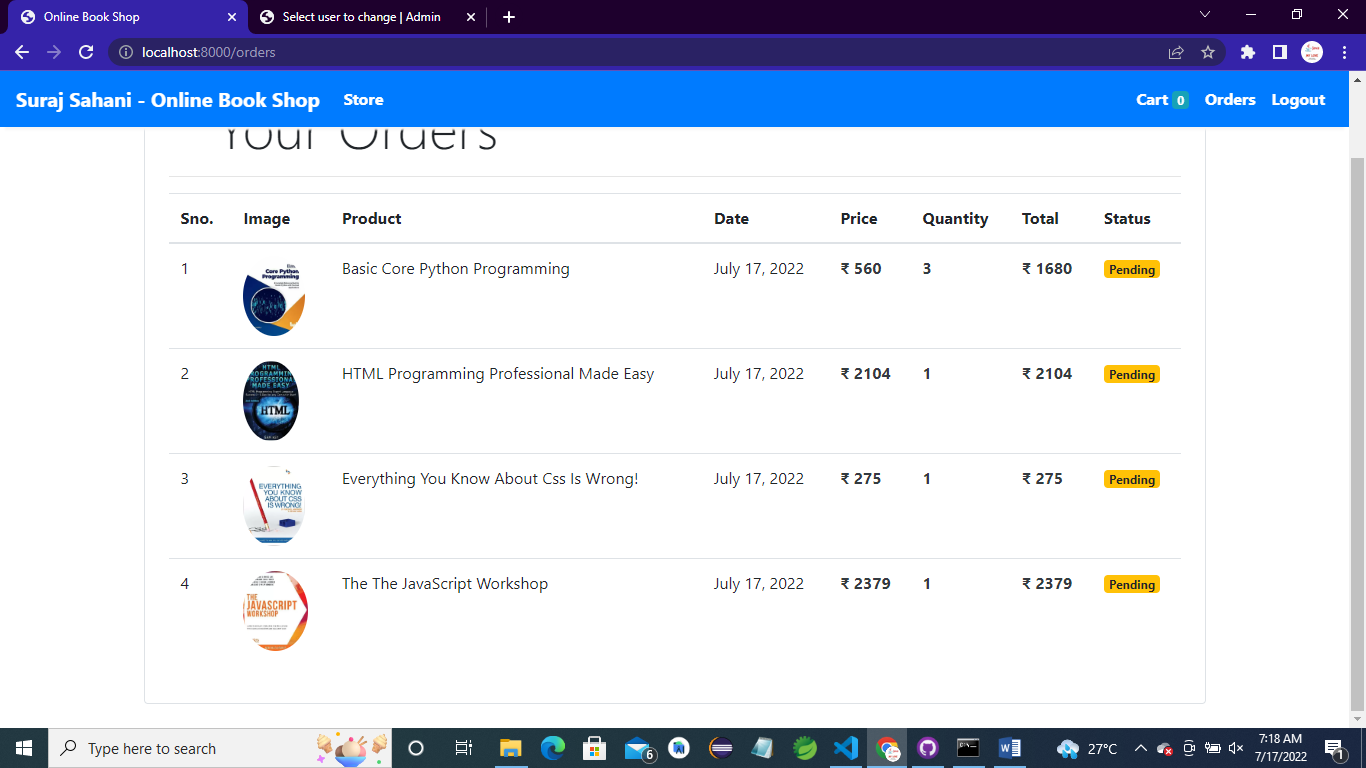 Online Book Shop
Select user to change | Admin
localhost:8000/orders
Suraj Sahani - Online Book Shop Store Cart 0 Orders Logout
Your Orders
Sno. Image Product Date Price Quantity Total Status
1 Basic Core Python Programming July 17, 2022 ₹ 560 3 ₹ 1680 Pending
Core Python
Programming
2 HTML Programming Professional Made Easy July 17, 2022 ₹ 2104 1 ₹ 2104 Pending
HTML
PROGRAMMING
PROFESSIONAL
MADE EASY
HTML
3 Everything You Know About Css Is Wrong! July 17, 2022 ₹ 275 1 ₹ 275 Pending
EVERYTHING
YOU KNOW
ABOUT CSS
IS WRONG!
4 The The JavaScript Workshop July 17, 2022 ₹ 2379 1 ₹ 2379 Pending
THE
JAVASCRIPT
WORKSHOP
Type here to search
6
27°C
7:18 AM
7/17/2022
1